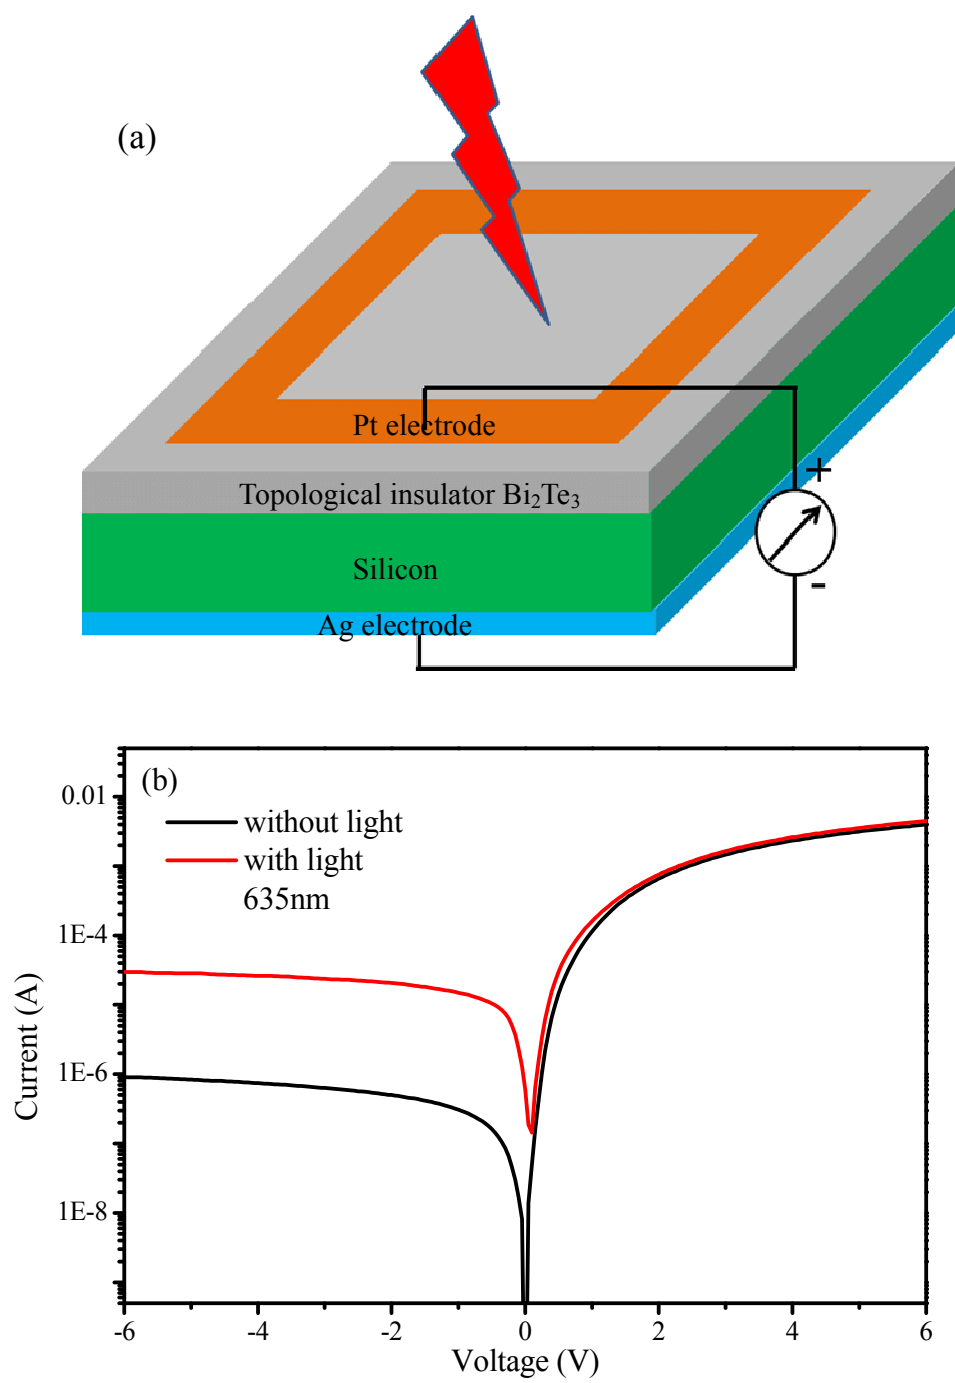 (a)
Pt electrode
Topological insulator Bi₂Te₃
Silicon
Ag electrode
+
-
(b)
without light
with light
635nm
0.01
1E-4
1E-6
1E-8
Current (A)
-6 -4 -2 0 2 4 6
Voltage (V)